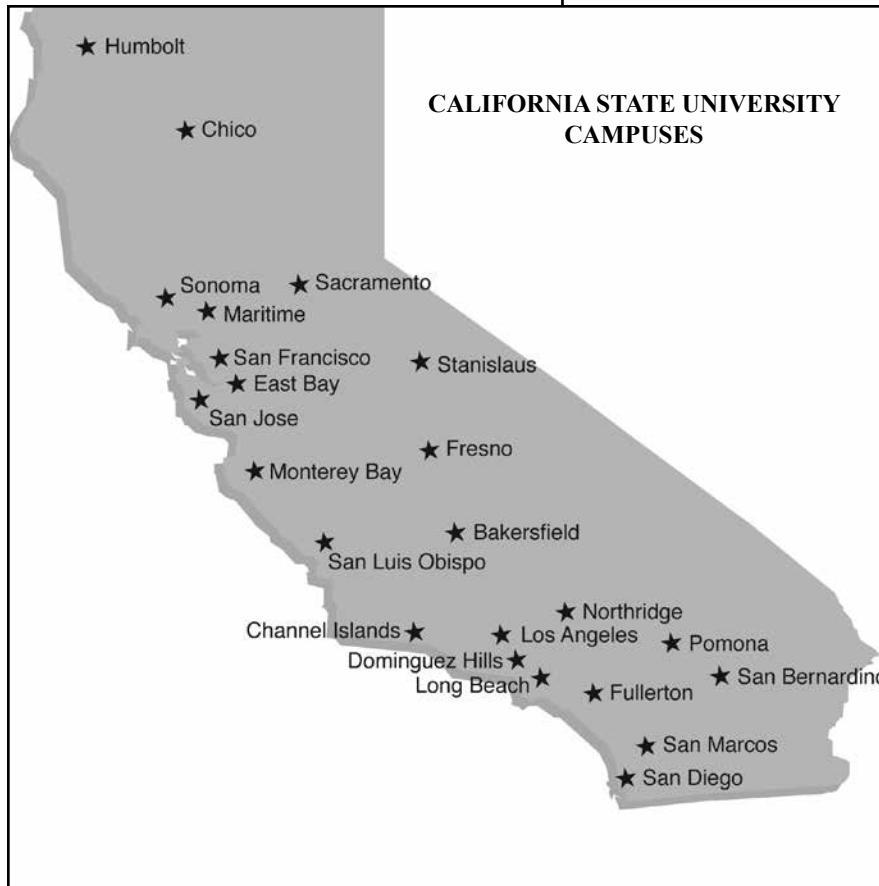 CALIFORNIA STATE UNIVERSITY
CAMPUSES
Humbolt
Chico
Sonoma
Sacramento
Maritime
San Francisco
Stanislaus
East Bay
San Jose
Fresno
Monterey Bay
Bakersfield
San Luis Obispo
Northridge
Channel Islands
Los Angeles
Pomona
Dominguez Hills
Long Beach
San Bernardino
Fullerton
San Marcos
San Diego